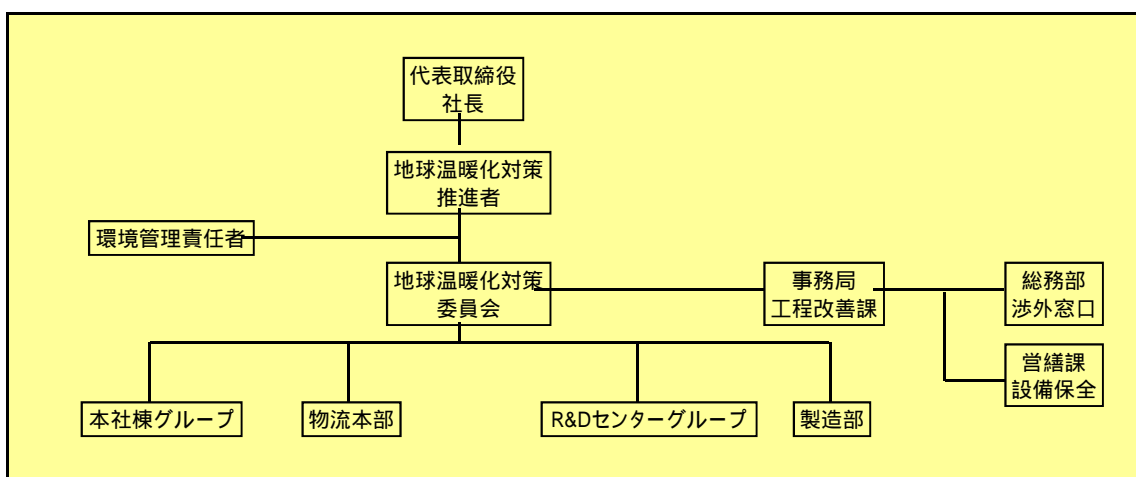 代表取締役
社長
地球温暖化対策
推進者
環境管理責任者
地球温暖化対策
委員会
事務局
工程改善課
総務部
渉外窓口
営繕課
設備保全
本社棟グループ
物流本部
R&Dセンターグループ
製造部